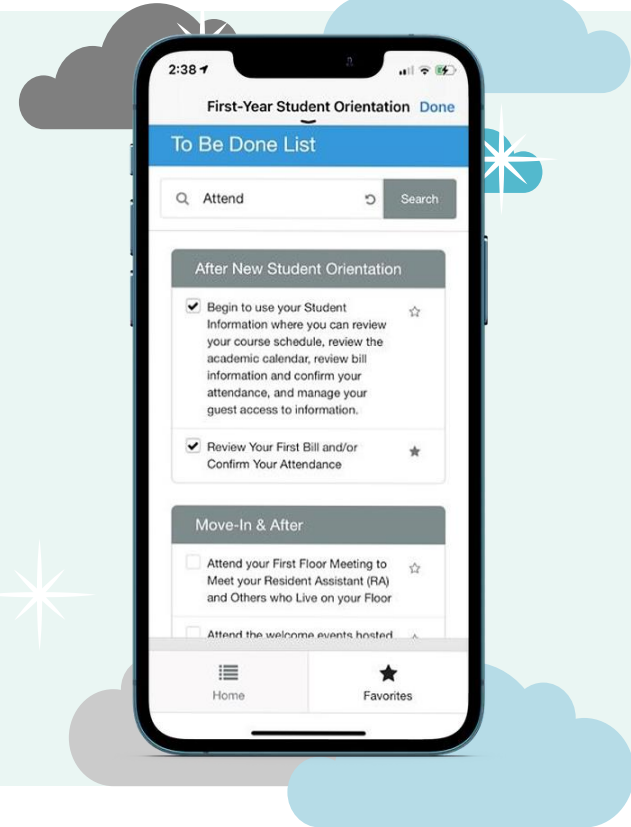 2:38
First-Year Student Orientation Done
To Be Done List
Attend Search
After New Student Orientation
Begin to use your Student
Information where you can review
your course schedule, review the
academic calendar, review bill
information and confirm your
attendance, and manage your
guest access to information.
Review Your First Bill and/or
Confirm Your Attendance
Move-In & After
Attend your First Floor Meeting to
Meet your Resident Assistant (RA)
and Others who Live on your Floor
Attend the welcome events hosted
Home Favorites